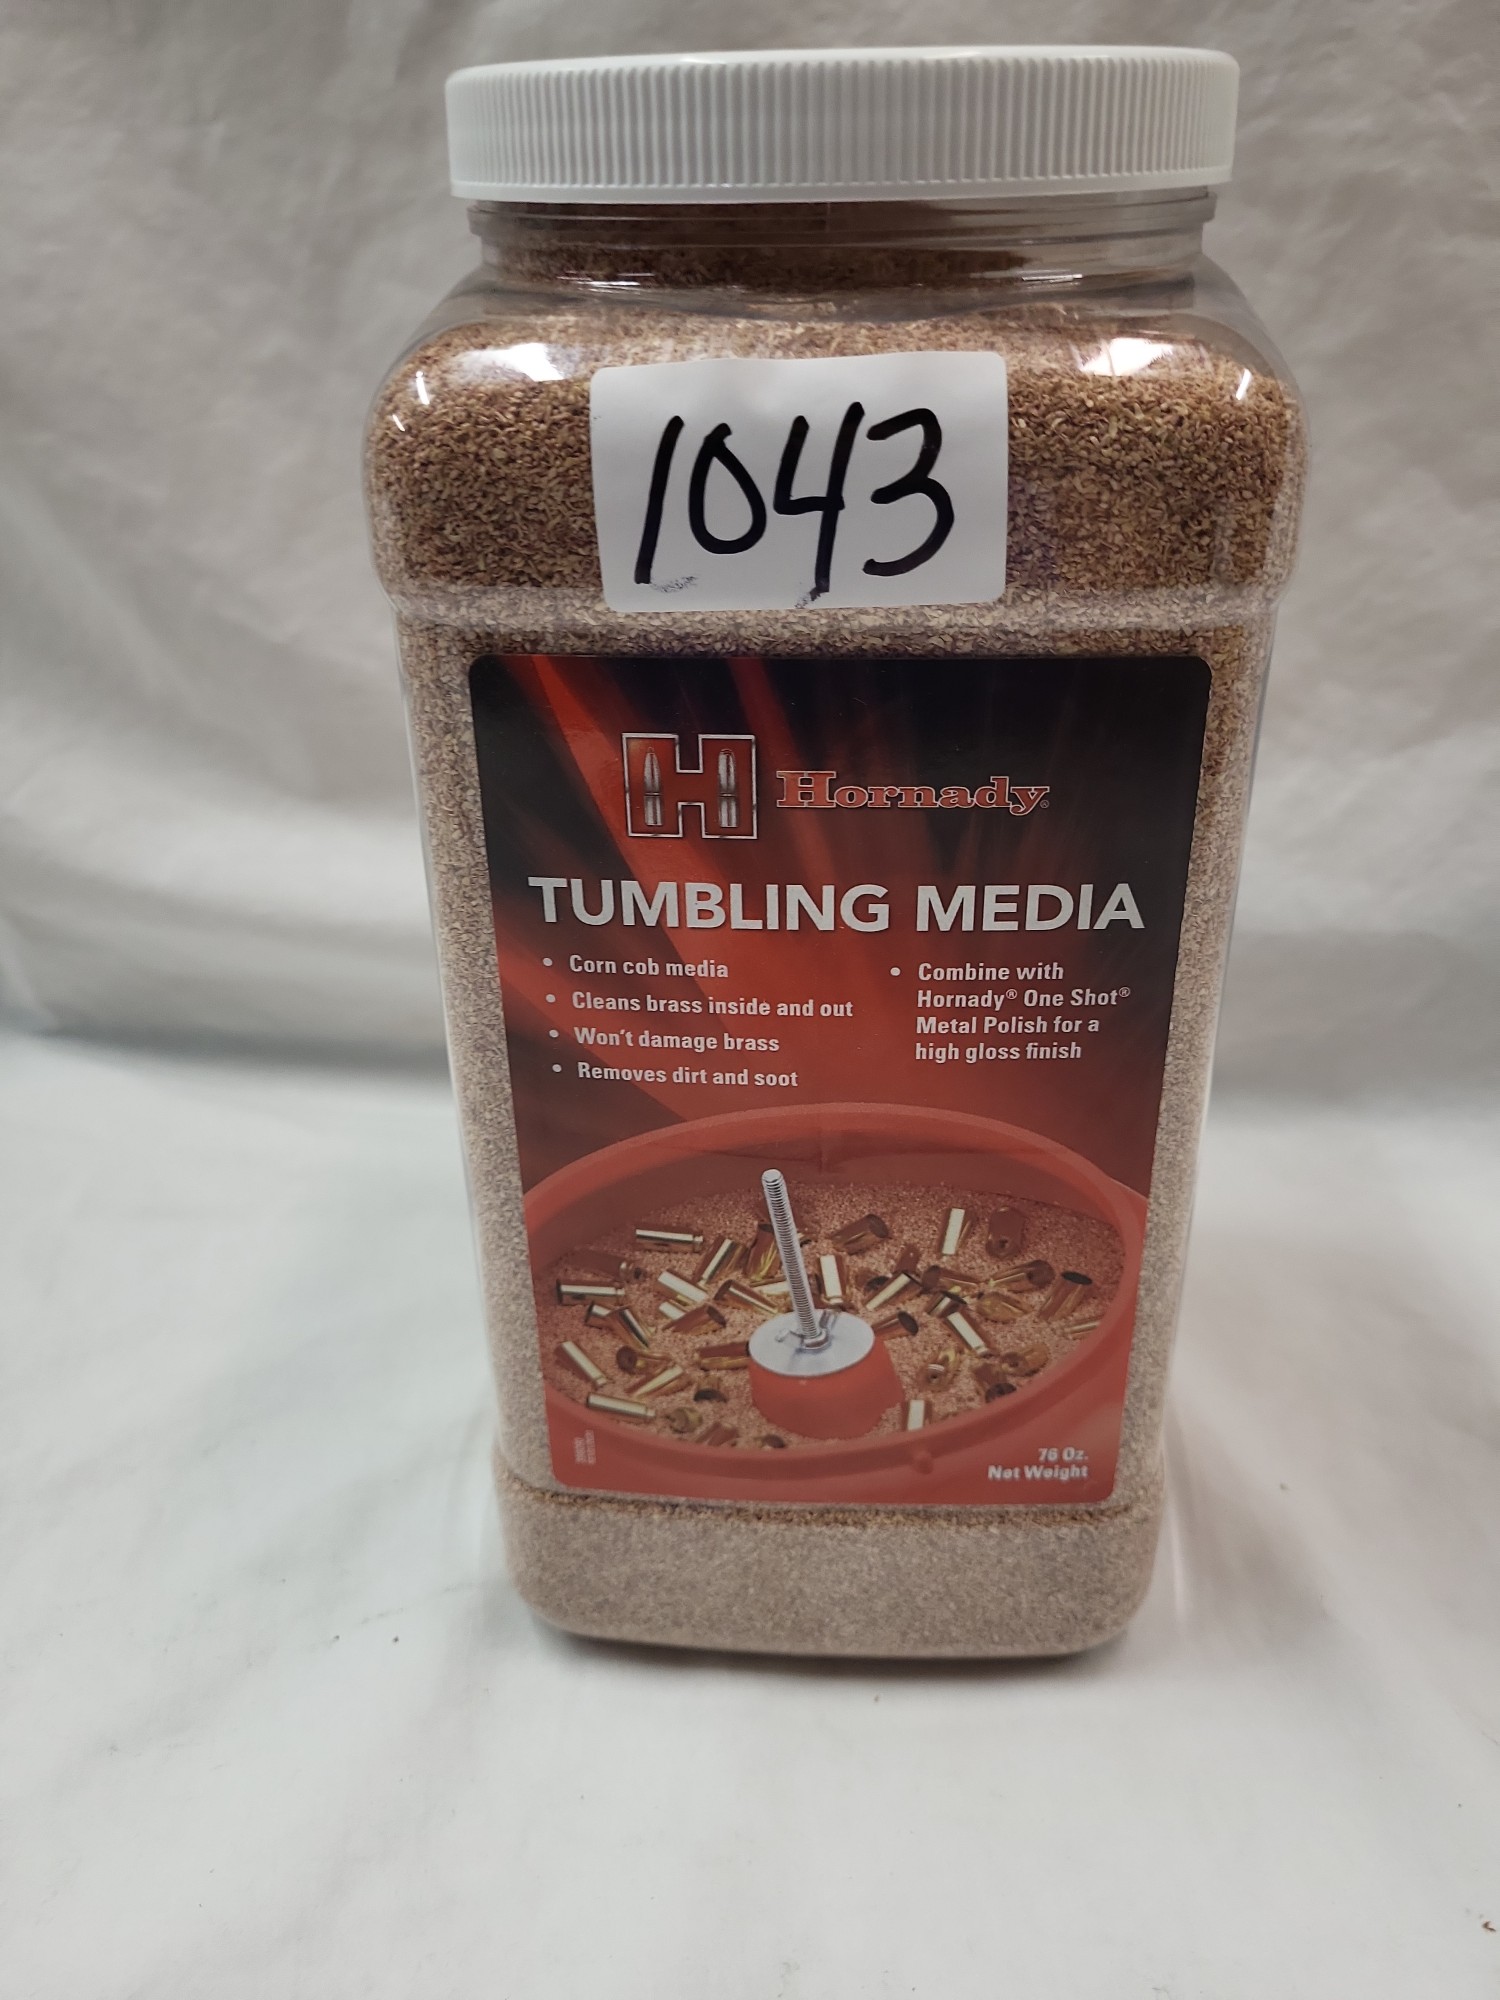 1043
H Hornady®
TUMBLING MEDIA
• Corn cob media
• Cleans brass inside and out
• Won't damage brass
• Removes dirt and soot
• Combine with
Hornady® One Shot®
Metal Polish for a
high gloss finish
76 Oz.
Net Weight